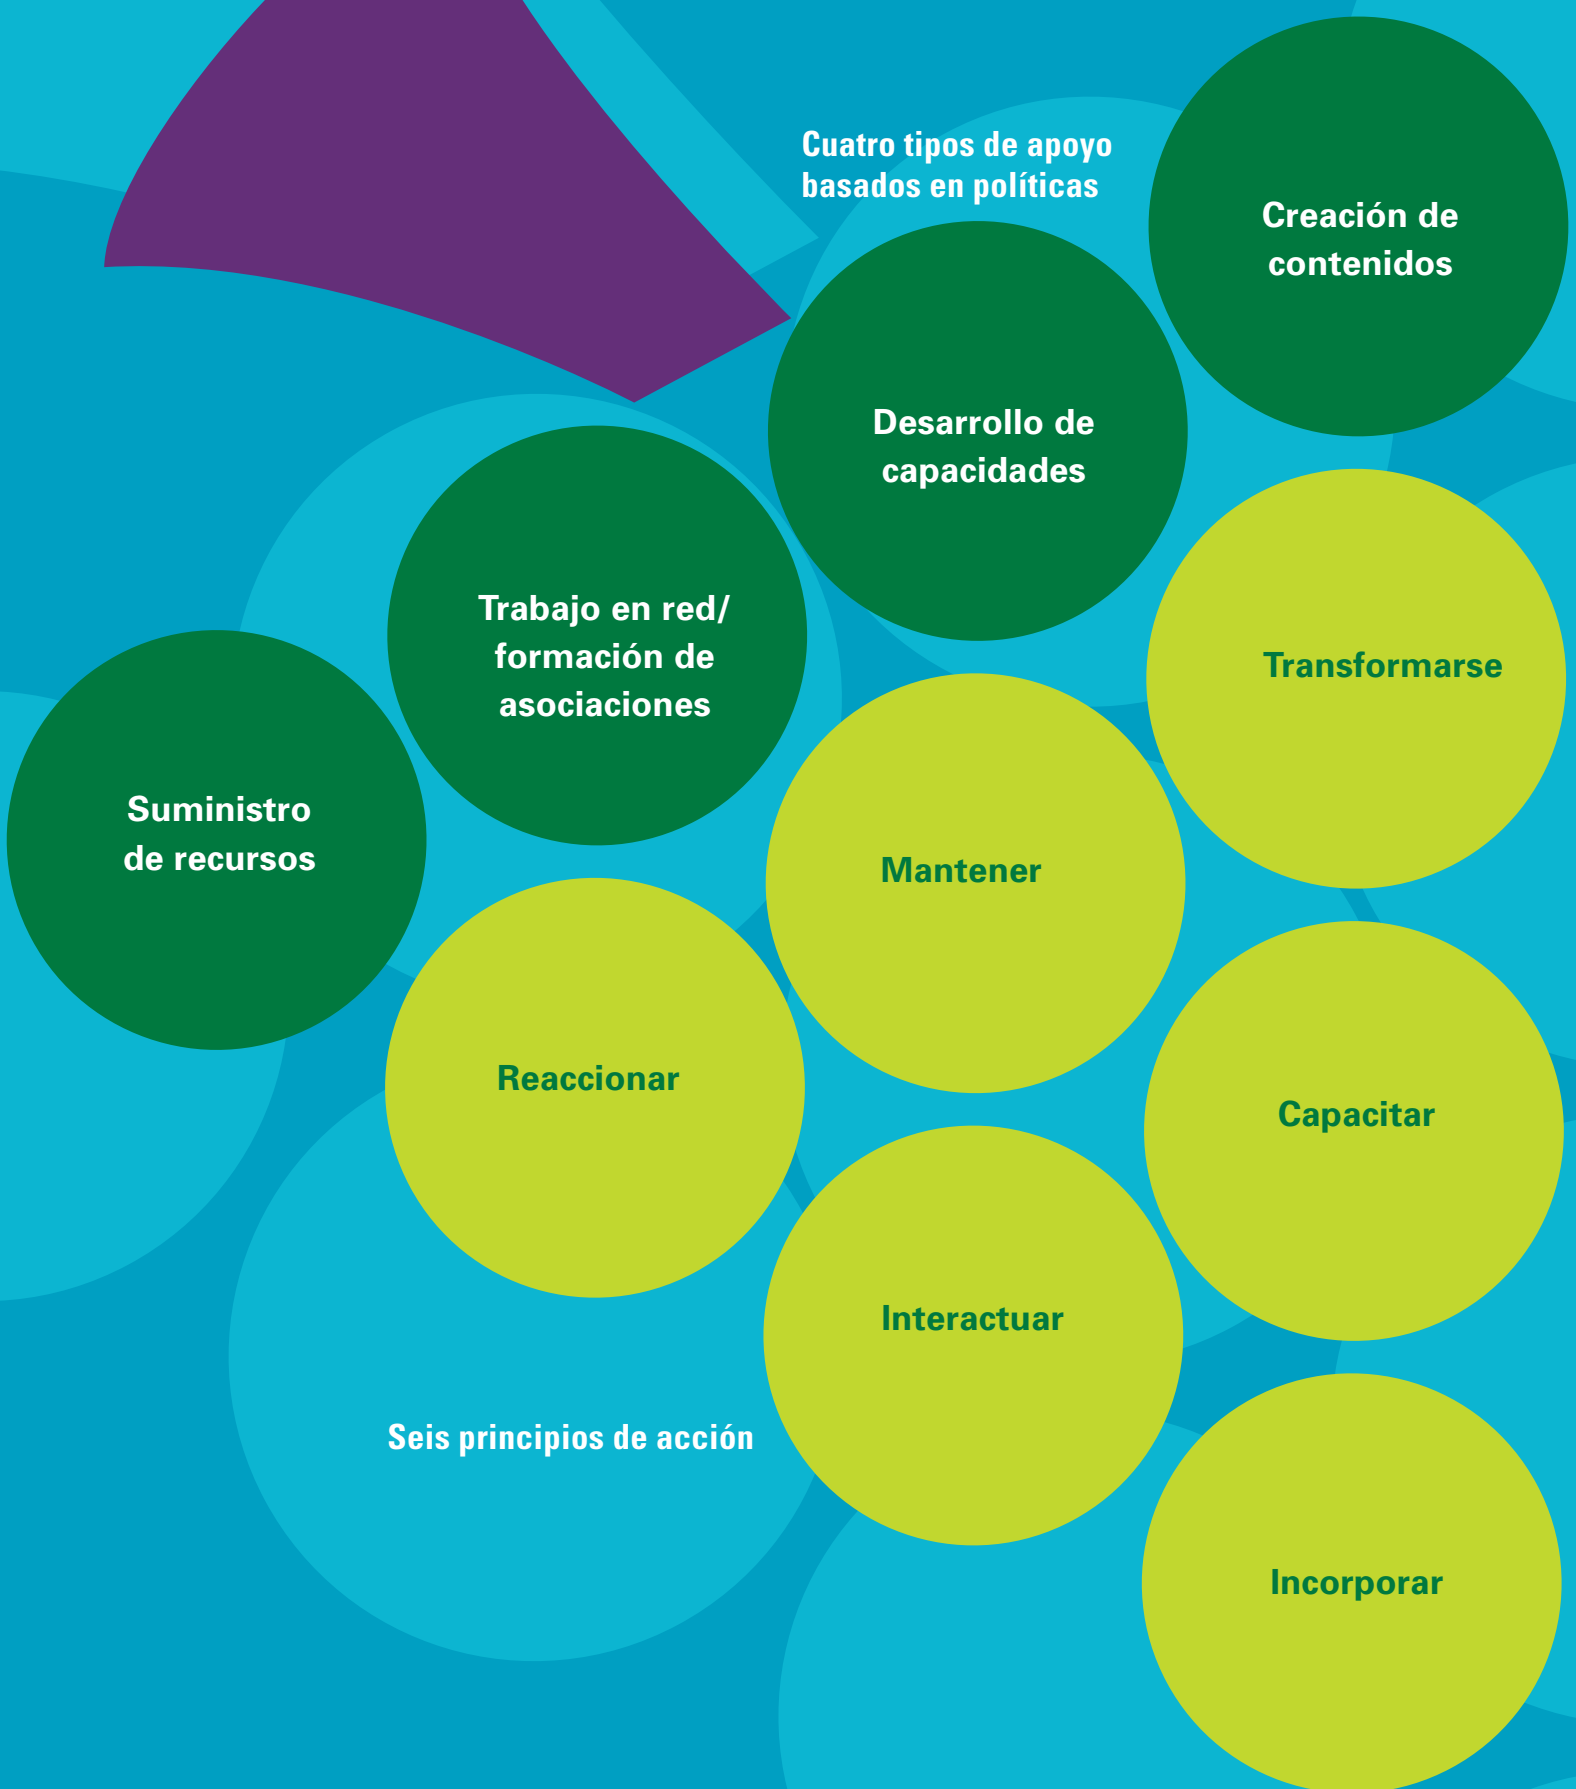 Cuatro tipos de apoyo
basados en políticas
Creación de
contenidos
Desarrollo de
capacidades
Trabajo en red/
formación de
asociaciones
Suministro
de recursos
Transformarse
Mantener
Reaccionar
Capacitar
Interactuar
Seis principios de acción
Incorporar